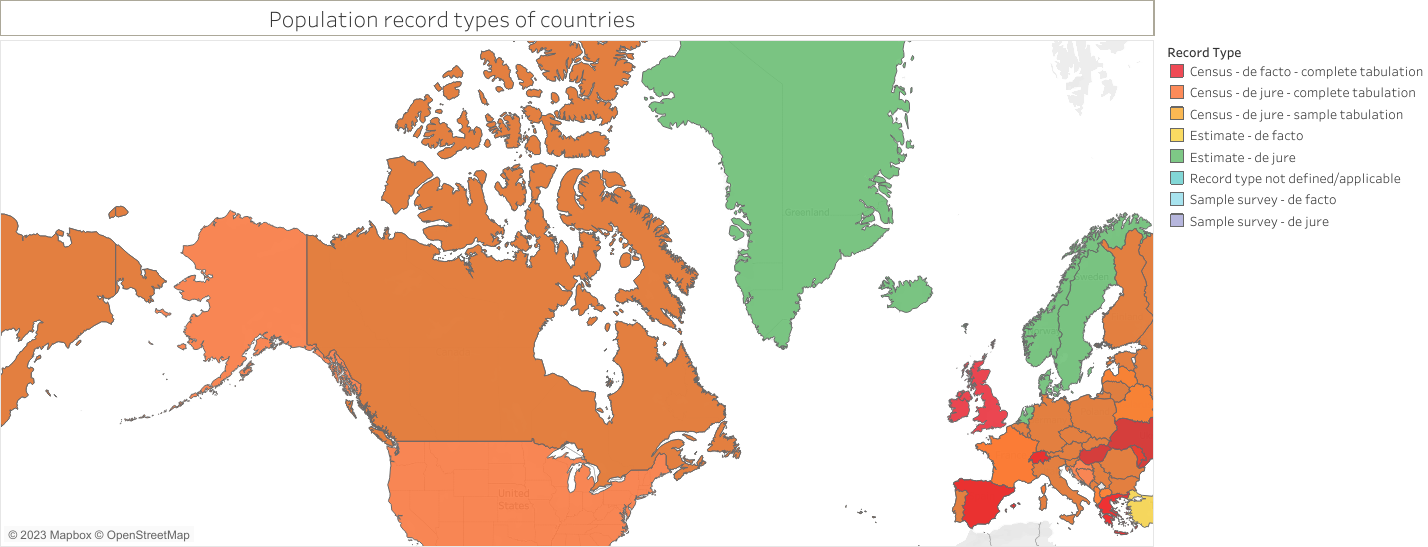 Population record types of countries
Record Type
Census - de facto - complete tabulation
Census - de jure - complete tabulation
Census - de jure - sample tabulation
Estimate - de facto
Estimate - de jure
Record type not defined/applicable
Sample survey - de facto
Sample survey - de jure
Greenland
Sweden
Norway
United
States
© 2023 Mapbox © OpenStreetMap